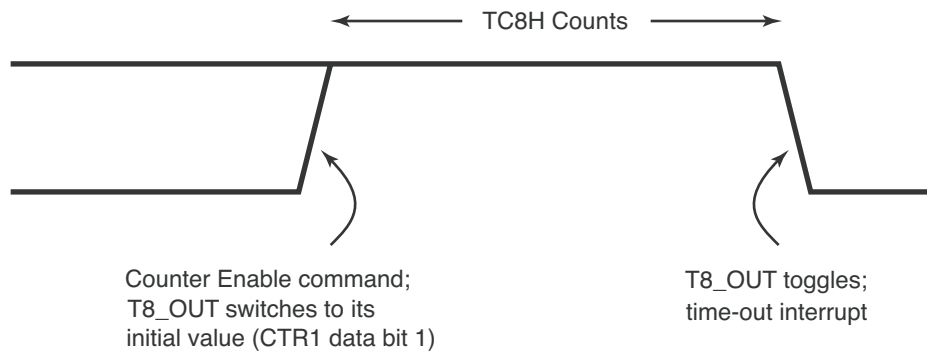 TC8H Counts
Counter Enable command;
T8_OUT switches to its
initial value (CTR1 data bit 1)
T8_OUT toggles;
time-out interrupt